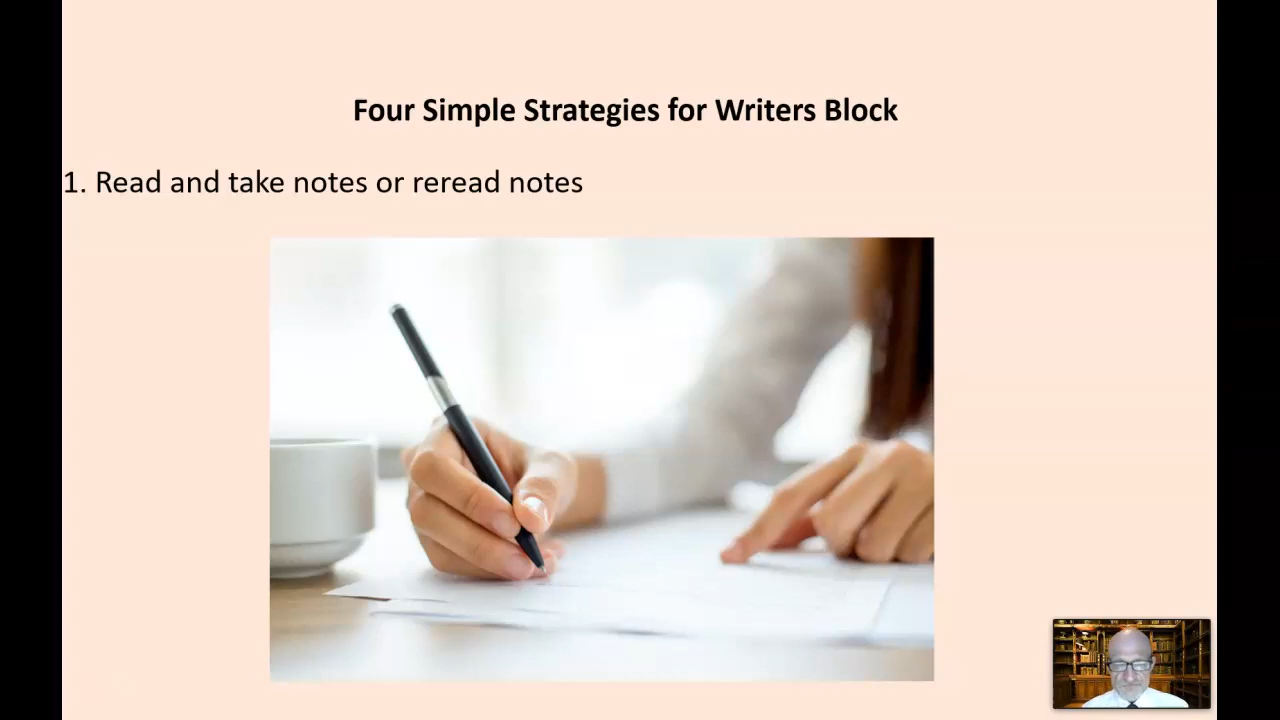 Four Simple Strategies for Writers Block
1. Read and take notes or reread notes